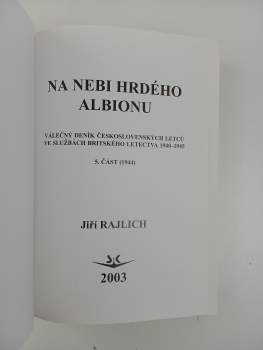 NA NEBI HRDÉHO
ALBIONU
VÁLEČNÝ DENÍK ČESKOSLOVENSKÝCH LETCŮ
VE SLUŽBÁCH BRITSKÉHO LETECTVA 1940–1945
5. ČÁST (1944)
Jiří RAJLICH
2003